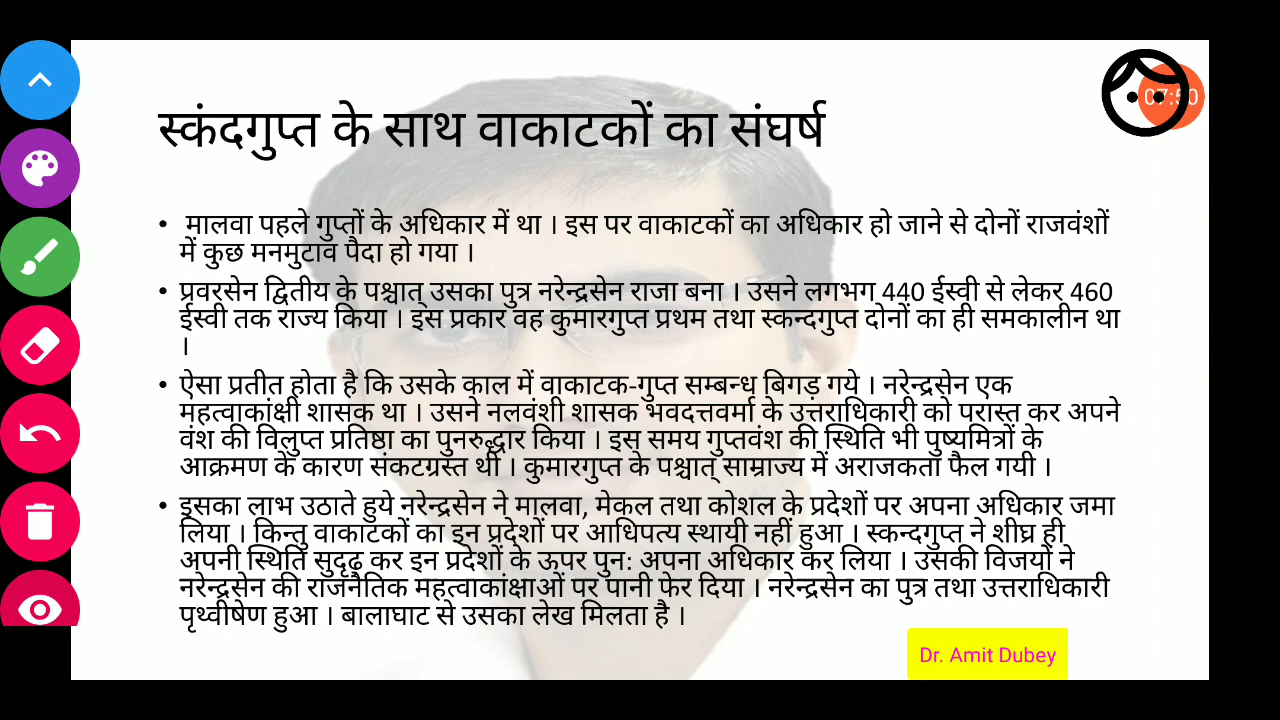 स्कंदगुप्त के साथ वाकाटकों का संघर्ष
07:50
• मालवा पहले गुप्तों के अधिकार में था । इस पर वाकाटकों का अधिकार हो जाने से दोनों राजवंशों
में कुछ मनमुटाव पैदा हो गया ।
• प्रवरसेन द्वितीय के पश्चात् उसका पुत्र नरेन्द्रसेन राजा बना । उसने लगभग 440 ईस्वी से लेकर 460
ईस्वी तक राज्य किया । इस प्रकार वह कुमारगुप्त प्रथम तथा स्कन्दगुप्त दोनों का ही समकालीन था
।
• ऐसा प्रतीत होता है कि उसके काल में वाकाटक-गुप्त सम्बन्ध बिगड़ गये । नरेन्द्रसेन एक
महत्वाकांक्षी शासक था । उसने नलवंशी शासक भवदत्तवर्मा के उत्तराधिकारी को परास्त कर अपने
वंश की विलुप्त प्रतिष्ठा का पुनरुद्धार किया । इस समय गुप्तवंश की स्थिति भी पुष्यमित्रों के
आक्रमण के कारण संकटग्रस्त थी । कुमारगुप्त के पश्चात् साम्राज्य में अराजकता फैल गयी ।
• इसका लाभ उठाते हुये नरेन्द्रसेन ने मालवा, मेकल तथा कोशल के प्रदेशों पर अपना अधिकार जमा
लिया । किन्तु वाकाटकों का इन प्रदेशों पर आधिपत्य स्थायी नहीं हुआ । स्कन्दगुप्त ने शीघ्र ही
अपनी स्थिति सुदृढ़ कर इन प्रदेशों के ऊपर पुन: अपना अधिकार कर लिया । उसकी विजयों ने
नरेन्द्रसेन की राजनैतिक महत्वाकांक्षाओं पर पानी फेर दिया । नरेन्द्रसेन का पुत्र तथा उत्तराधिकारी
पृथ्वीषेण हुआ । बालाघाट से उसका लेख मिलता है ।
Dr. Amit Dubey